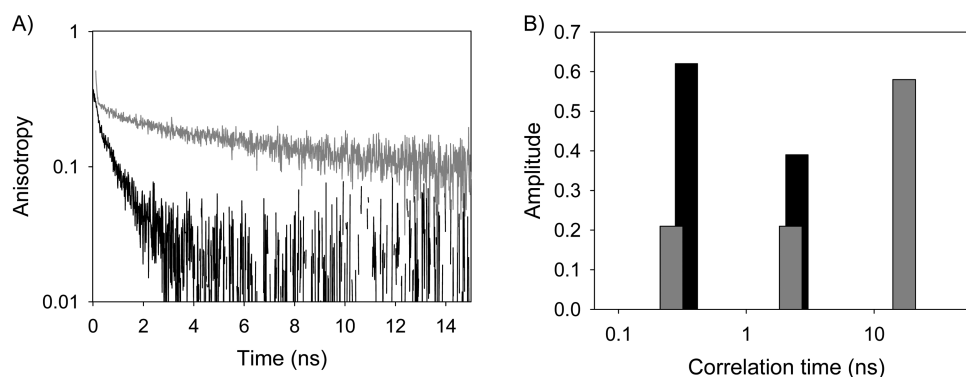 A)
1
0.1
0.01
Anisotropy
0 2 4 6 8 10 12 14
Time (ns)
B)
0.7
0.6
0.5
0.4
0.3
0.2
0.1
0.0
Amplitude
0.1 1 10
Correlation time (ns)